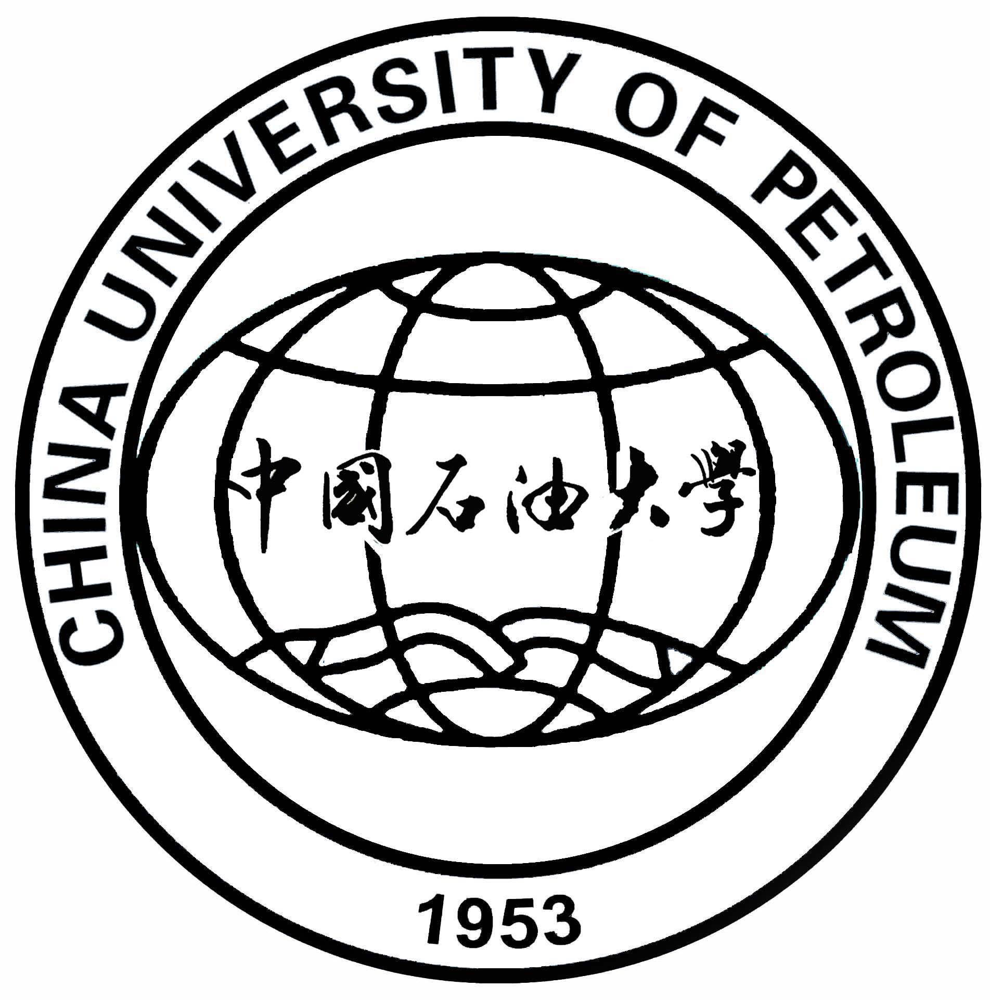 CHINA UNIVERSITY OF PETROLEUM
中國石油大學
1953